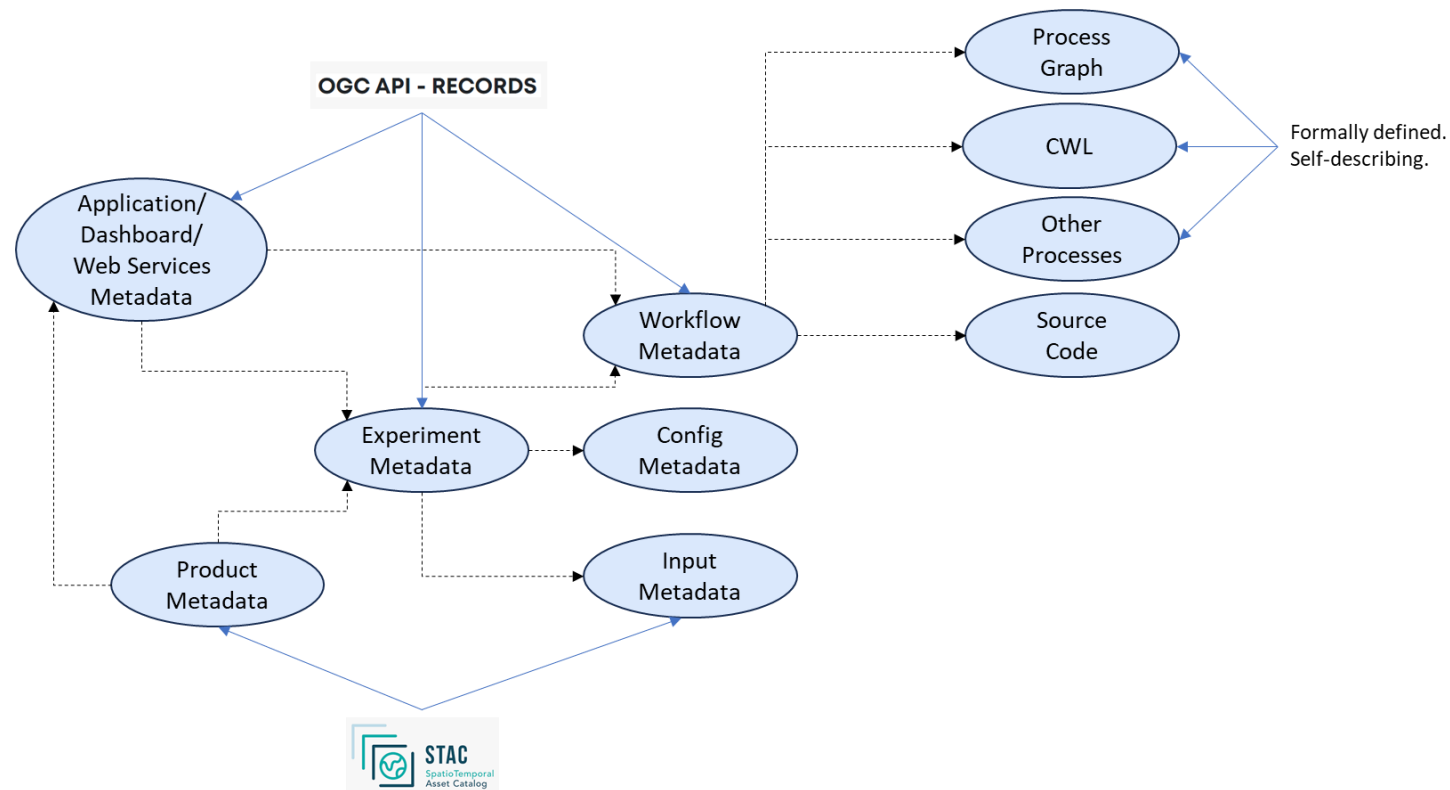 Process
Graph
OGC API - RECORDS
CWL
Formally defined.
Self-describing.
Application/
Dashboard/
Web Services
Metadata
Other
Processes
Workflow
Metadata
Source
Code
Experiment
Metadata
Config
Metadata
Product
Metadata
Input
Metadata
STAC
SpatioTemporal
Asset Catalog